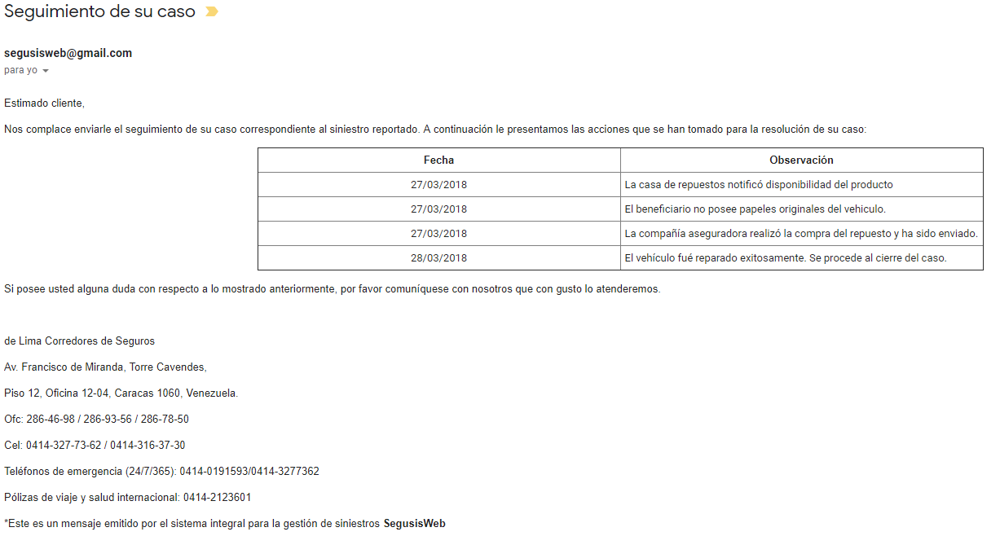 Seguimiento de su caso
segusisweb@gmail.com
para yo
Estimado cliente,
Nos complace enviarle el seguimiento de su caso correspondiente al siniestro reportado. A continuación le presentamos las acciones que se han tomado para la resolución de su caso:
Fecha Observación
27/03/2018 La casa de repuestos notificó disponibilidad del producto
27/03/2018 El beneficiario no posee papeles originales del vehiculo.
27/03/2018 La compañía aseguradora realizó la compra del repuesto y ha sido enviado.
28/03/2018 El vehículo fué reparado exitosamente. Se procede al cierre del caso.
Si posee usted alguna duda con respecto a lo mostrado anteriormente, por favor comuníquese con nosotros que con gusto lo atenderemos.
de Lima Corredores de Seguros
Av. Francisco de Miranda, Torre Cavendes,
Piso 12, Oficina 12-04, Caracas 1060, Venezuela.
Ofc: 286-46-98 / 286-93-56 / 286-78-50
Cel: 0414-327-73-62 / 0414-316-37-30
Teléfonos de emergencia (24/7/365): 0414-0191593/0414-3277362
Pólizas de viaje y salud internacional: 0414-2123601
*Este es un mensaje emitido por el sistema integral para la gestión de siniestros SegusisWeb